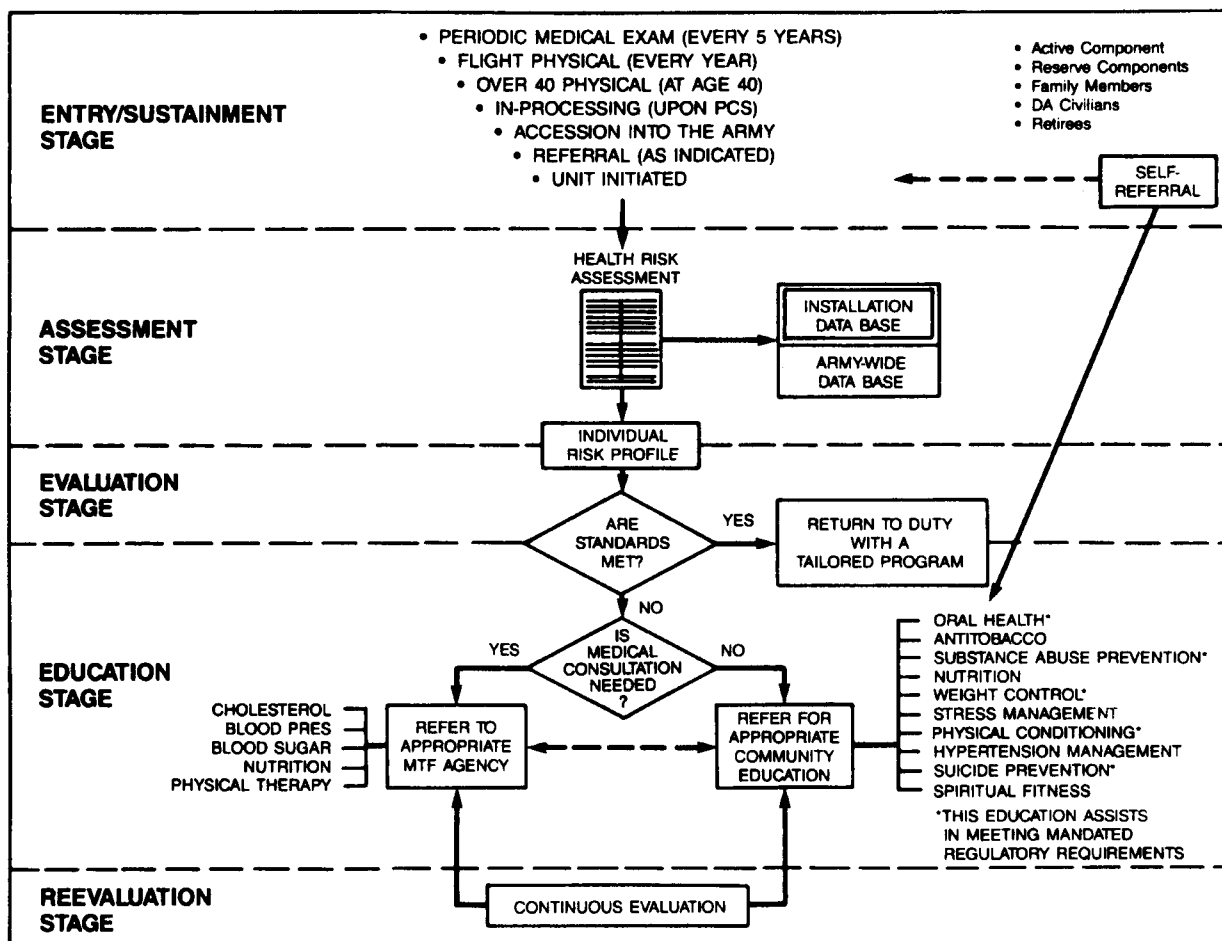 • PERIODIC MEDICAL EXAM (EVERY 5 YEARS)
• FLIGHT PHYSICAL (EVERY YEAR)
• OVER 40 PHYSICAL (AT AGE 40)
• IN-PROCESSING (UPON PCS)
• ACCESSION INTO THE ARMY
• REFERRAL (AS INDICATED)
• UNIT INITIATED
• Active Component
• Reserve Components
• Family Members
• DA Civilians
• Retirees
ENTRY/SUSTAINMENT
STAGE
SELF-
REFERRAL
HEALTH RISK
ASSESSMENT
ASSESSMENT
STAGE
INSTALLATION
DATA BASE
ARMY-WIDE
DATA BASE
INDIVIDUAL
RISK PROFILE
EVALUATION
STAGE
ARE
STANDARDS
MET?
YES
RETURN TO DUTY
WITH A
TAILORED PROGRAM
NO
EDUCATION
STAGE
IS
MEDICAL
CONSULTATION
NEEDED
?
YES
NO
CHOLESTEROL
BLOOD PRES
BLOOD SUGAR
NUTRITION
PHYSICAL THERAPY
REFER TO
APPROPRIATE
MTF AGENCY
REFER FOR
APPROPRIATE
COMMUNITY
EDUCATION
ORAL HEALTH*
ANTITOBACCO
SUBSTANCE ABUSE PREVENTION*
NUTRITION
WEIGHT CONTROL*
STRESS MANAGEMENT
PHYSICAL CONDITIONING*
HYPERTENSION MANAGEMENT
SUICIDE PREVENTION*
SPIRITUAL FITNESS
*THIS EDUCATION ASSISTS
IN MEETING MANDATED
REGULATORY REQUIREMENTS
REEVALUATION
STAGE
CONTINUOUS EVALUATION